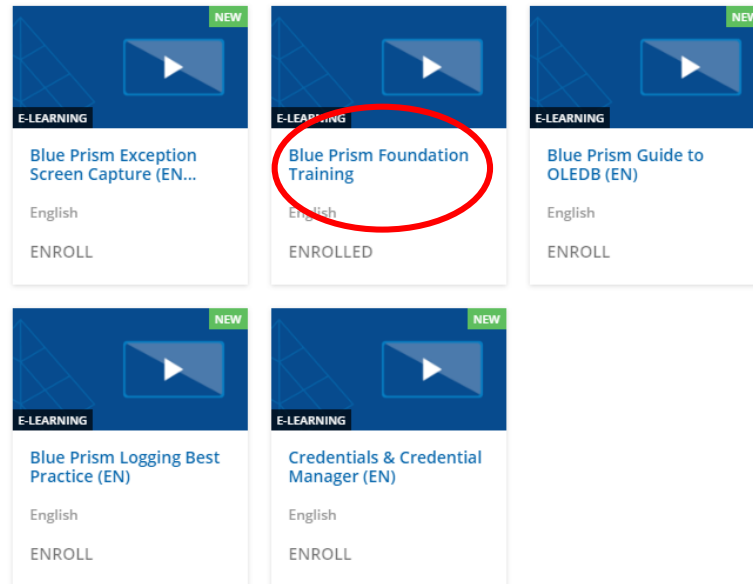 NEW
E-LEARNING
Blue Prism Exception
Screen Capture (EN...
English
ENROLL
E-LEARNING
Blue Prism Foundation
Training
English
ENROLLED
NEW
E-LEARNING
Blue Prism Guide to
OLEDB (EN)
English
ENROLL
NEW
E-LEARNING
Blue Prism Logging Best
Practice (EN)
English
ENROLL
NEW
E-LEARNING
Credentials & Credential
Manager (EN)
English
ENROLL